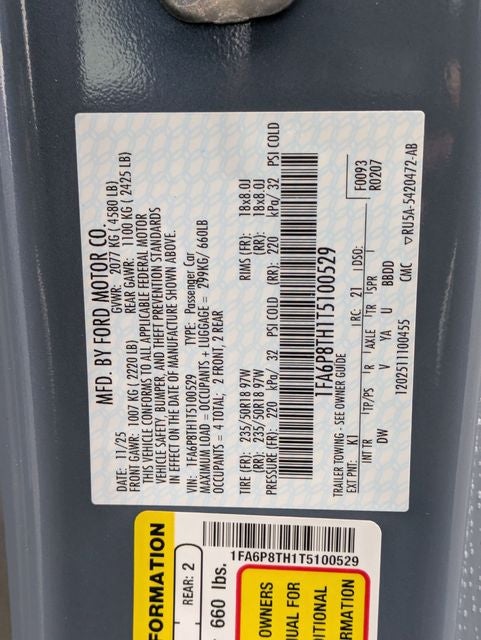 MFD. BY FORD MOTOR CO.
DATE: 11/25 GVWR: 2077 KG ( 4580 LB)
FRONT GAWR: 1007 KG ( 2220 LB) REAR GAWR: 1100 KG ( 2425 LB)
THIS VEHICLE CONFORMS TO ALL APPLICABLE FEDERAL MOTOR
VEHICLE SAFETY, BUMPER, AND THEFT PREVENTION STANDARDS
IN EFFECT ON THE DATE OF MANUFACTURE SHOWN ABOVE.
VIN: 1FA6P8TH1T5100529 TYPE: Passenger Car
MAXIMUM LOAD = OCCUPANTS + LUGGAGE = 299KG/ 660LB
OCCUPANTS = 4 TOTAL; 2 FRONT, 2 REAR
TIRE (FR): 235/50R18 97W RIMS (FR): 18x8.0J
(RR): 235/50R18 97W (RR): 18x8.0J
PRESSURE (FR): 220 kPa/ 32 PSI COLD (RR): 220 kPa/ 32 PSI COLD
1FA6P8TH1T5100529
TRAILER TOWING - SEE OWNER GUIDE
F0093
R0207
EXT PNT: K1 RC: 21 DSO:
INT TR TP/PS R AXLE TR SPR
DW V YA U BBDD
12025111100455 CMC ▽RU5A-5420472-AB
1FA6P8TH1T5100529
FORMATION
REAR: 2
660 lbs.
OWNERS
FOR